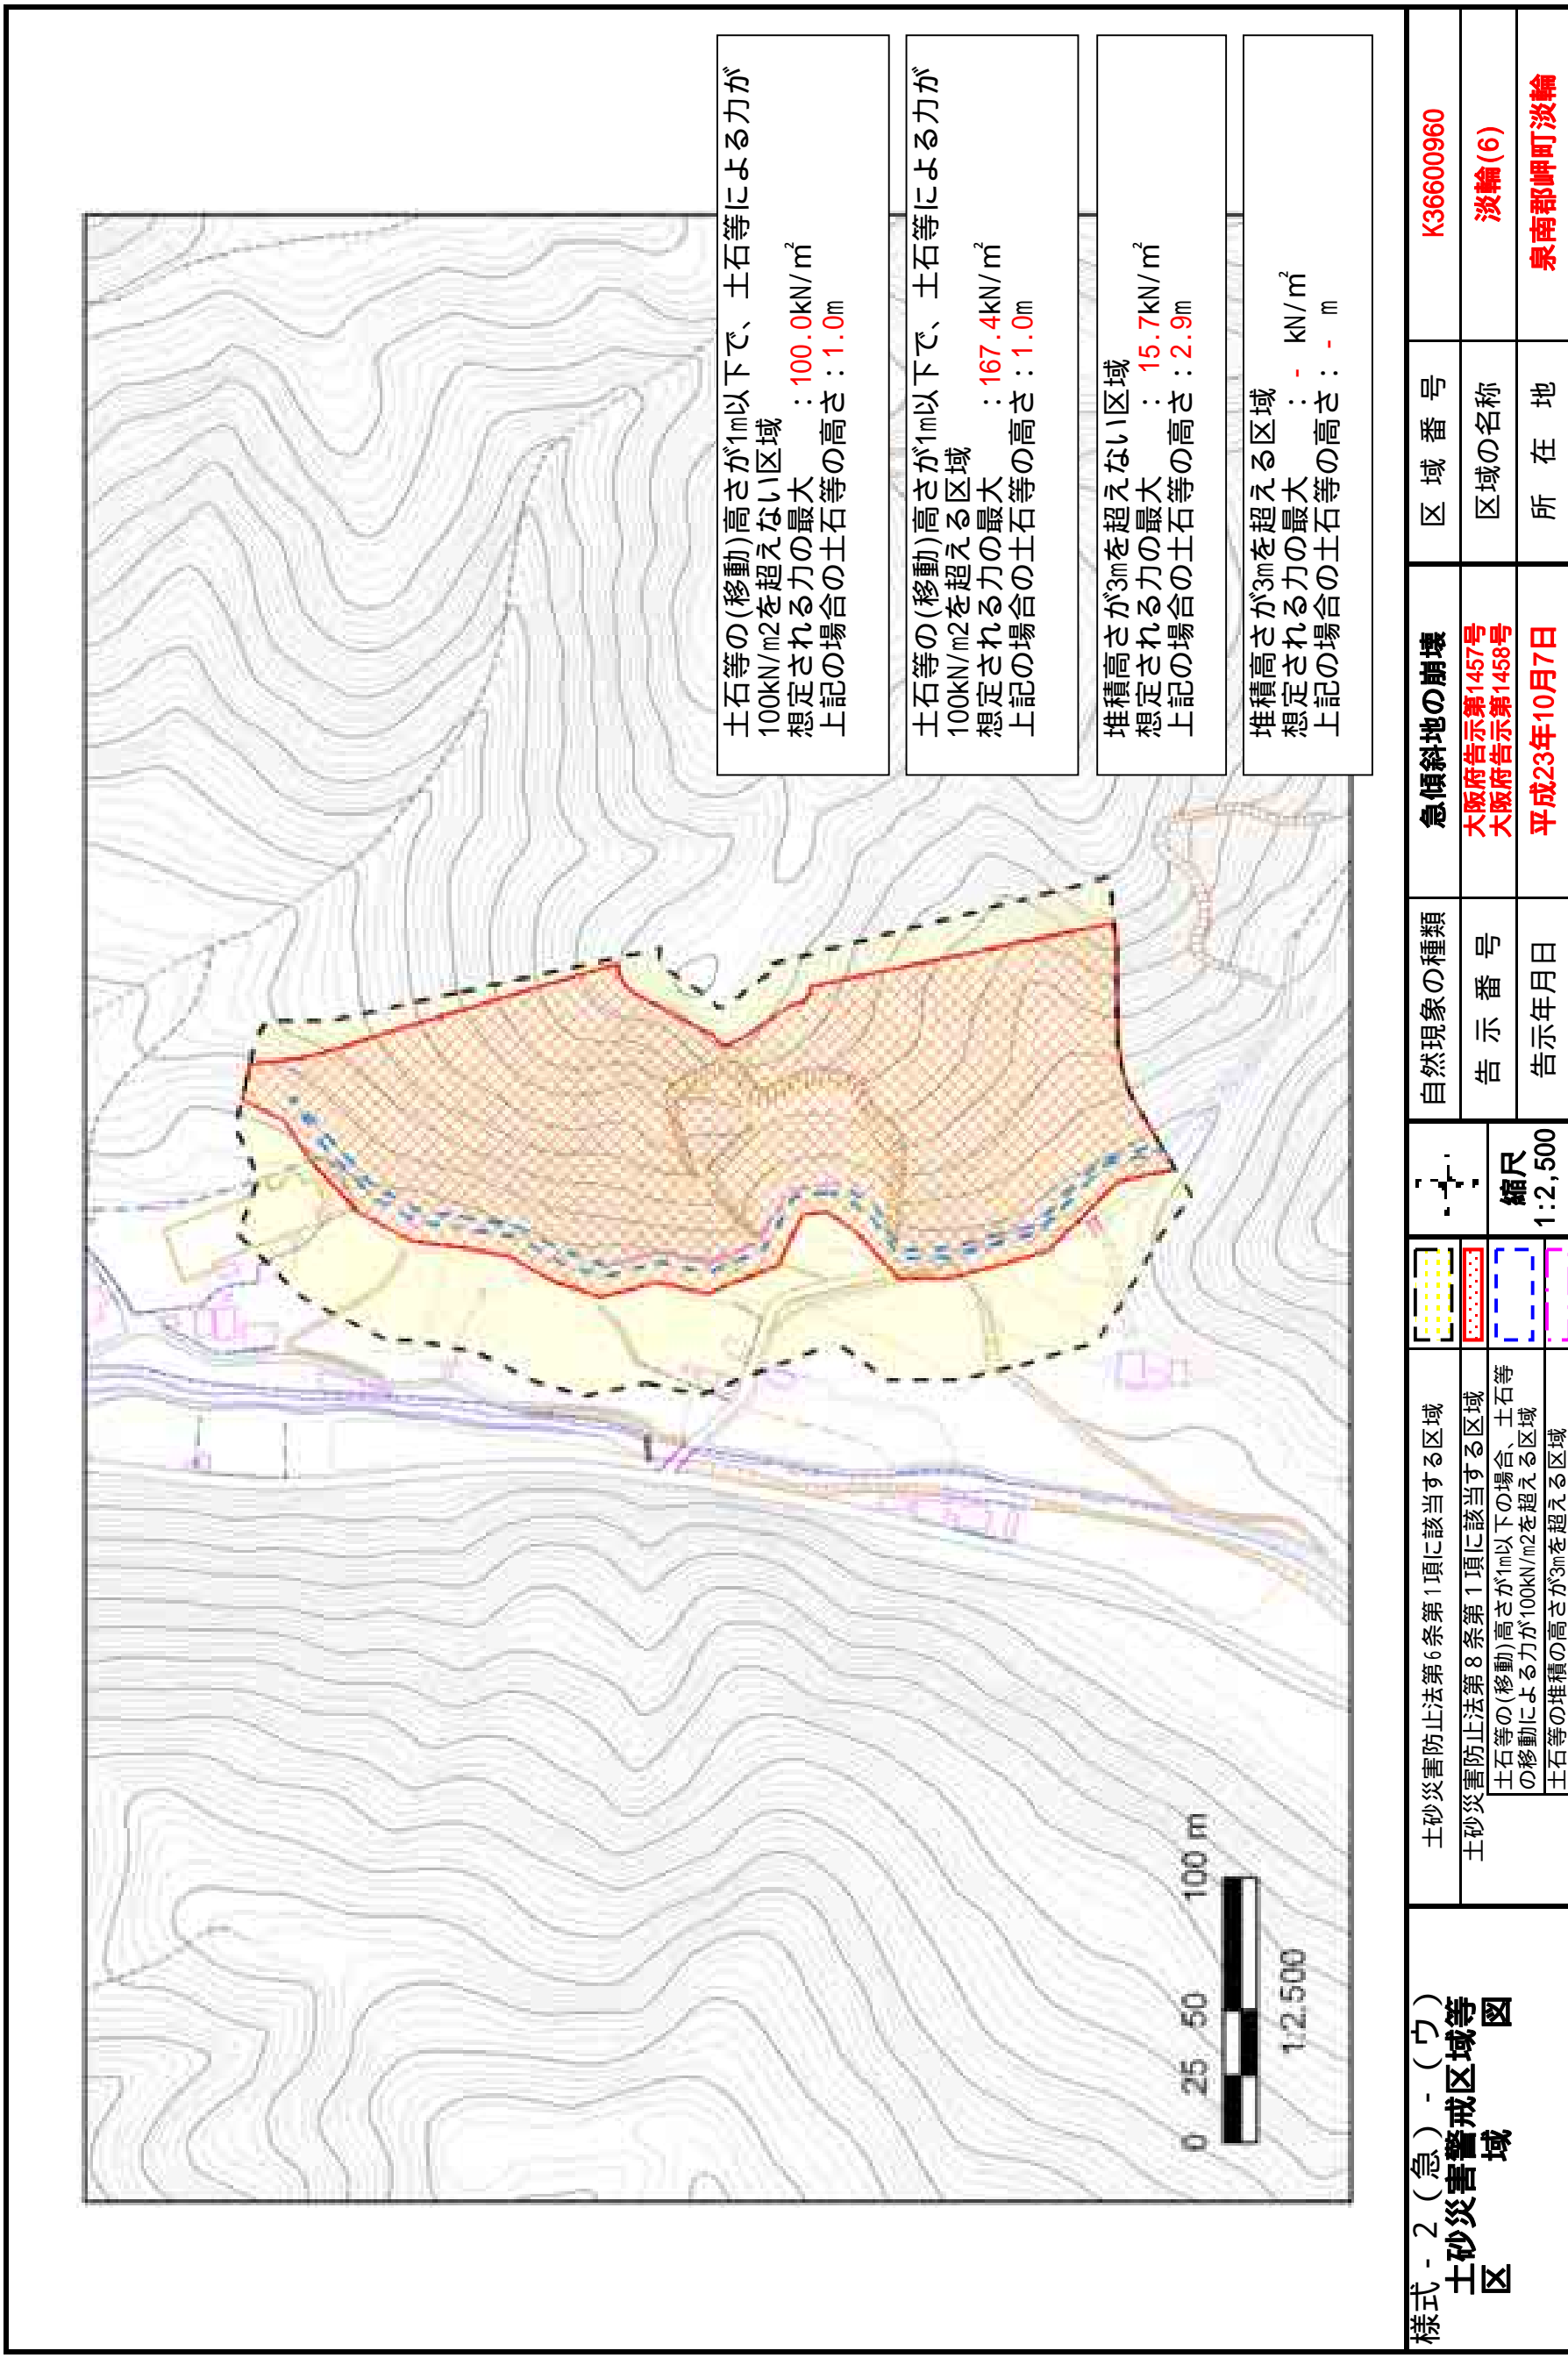 土石等の(移動)高さが1m以下で、土石等による力が
100kN/m2を超えない区域
想定される力の最大　：100.0kN/㎡
上記の場合の土石等の高さ：1.0m
土石等の(移動)高さが1m以下で、土石等による力が
100kN/m2を超える区域
想定される力の最大　：167.4kN/㎡
上記の場合の土石等の高さ：1.0m
堆積高さが3mを超えない区域
想定される力の最大　：15.7kN/㎡
上記の場合の土石等の高さ：2.9m
堆積高さが3mを超える区域
想定される力の最大　：- kN/㎡
上記の場合の土石等の高さ：- m
0 25 50 100 m
1:2,500
様式-2(急)-(ウ)
土砂災害警戒区域等
区域図
土砂災害防止法第6条第1項に該当する区域
土砂災害防止法第8条第1項に該当する区域
土石等の(移動)高さが1m以下の場合、土石等
の移動による力が100kN/m2を超える区域
土石等の堆積の高さが3mを超える区域
縮尺
1:2,500
自然現象の種類 急傾斜地の崩壊
告示番号 大阪府告示第1457号
大阪府告示第1458号
告示年月日 平成23年10月7日
区域番号 K36600960
区域の名称 淡輪(6)
所在地 泉南郡岬町淡輪